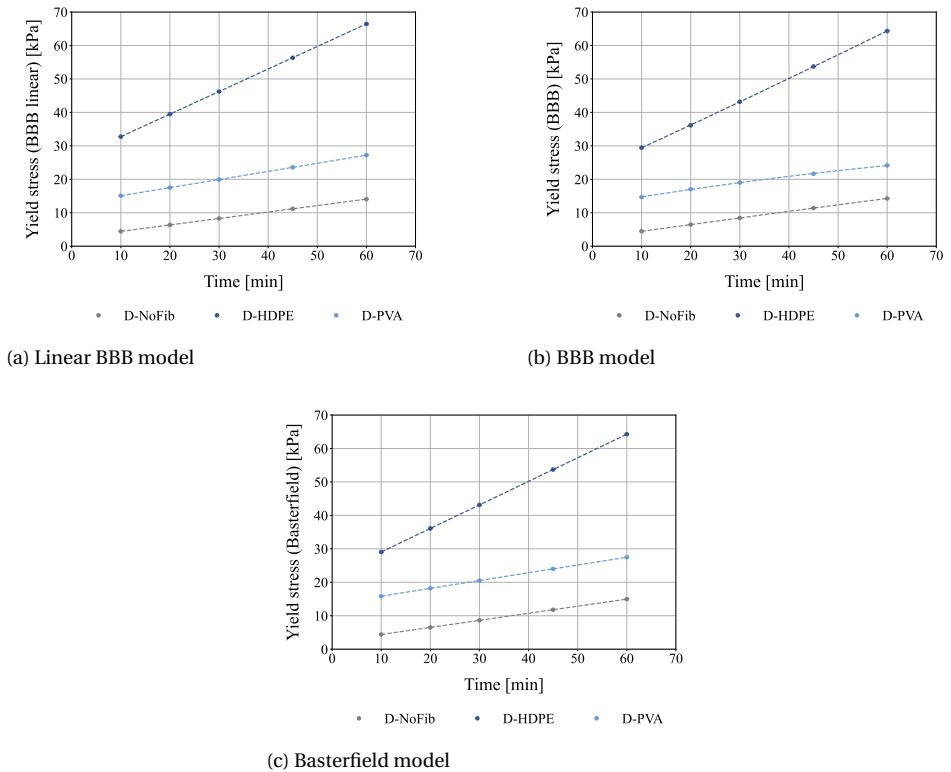 70
60
50
40
30
20
10
0
Yield stress (BBB linear) [kPa]
0 10 20 30 40 50 60 70
Time [min]
D-NoFib D-HDPE D-PVA
(a) Linear BBB model
70
60
50
40
30
20
10
0
Yield stress (BBB) [kPa]
0 10 20 30 40 50 60 70
Time [min]
D-NoFib D-HDPE D-PVA
(b) BBB model
70
60
50
40
30
20
10
0
Yield stress (Basterfield) [kPa]
0 10 20 30 40 50 60 70
Time [min]
D-NoFib D-HDPE D-PVA
(c) Basterfield model